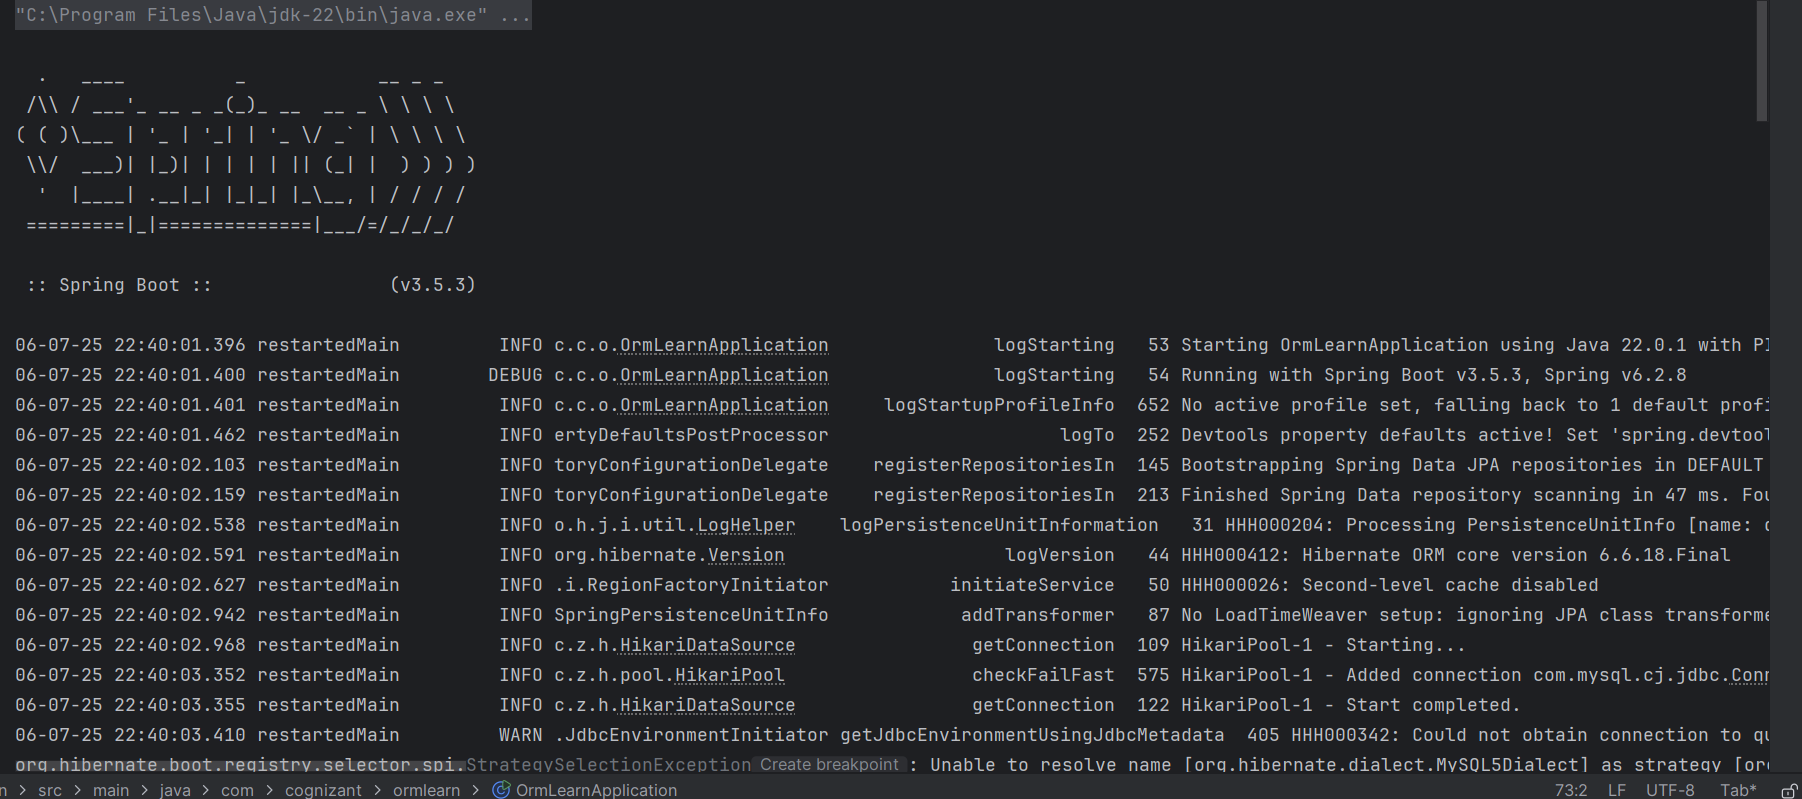 "C:\Program Files\Java\jdk-22\bin\java.exe" ...
  .   ____          _            __ _ _
 /\\ / ___'_ __ _ _(_)_ __  __ _ \ \ \ \
( ( )\___ | '_ | '_| | '_ \/ _` | \ \ \ \
 \\/  ___)| |_)| | | | | || (_| |  ) ) ) )
  '  |____| .__|_| |_|_| |_\__, | / / / /
 =========|_|==============|___/=/_/_/_/
 :: Spring Boot ::                (v3.5.3)
06-07-25 22:40:01.396 restartedMain         INFO c.c.o.OrmLearnApplication               logStarting   53 Starting OrmLearnApplication using Java 22.0.1 with PI
06-07-25 22:40:01.400 restartedMain        DEBUG c.c.o.OrmLearnApplication               logStarting   54 Running with Spring Boot v3.5.3, Spring v6.2.8
06-07-25 22:40:01.401 restartedMain         INFO c.c.o.OrmLearnApplication     logStartupProfileInfo  652 No active profile set, falling back to 1 default profi
06-07-25 22:40:01.462 restartedMain         INFO ertyDefaultsPostProcessor                     logTo  252 Devtools property defaults active! Set 'spring.devtool
06-07-25 22:40:02.103 restartedMain         INFO toryConfigurationDelegate    registerRepositoriesIn  145 Bootstrapping Spring Data JPA repositories in DEFAULT
06-07-25 22:40:02.159 restartedMain         INFO toryConfigurationDelegate    registerRepositoriesIn  213 Finished Spring Data repository scanning in 47 ms. Fou
06-07-25 22:40:02.538 restartedMain         INFO o.h.j.i.util.LogHelper    logPersistenceUnitInformation   31 HHH000204: Processing PersistenceUnitInfo [name:
06-07-25 22:40:02.591 restartedMain         INFO org.hibernate.Version                    logVersion   44 HHH000412: Hibernate ORM core version 6.6.18.Final
06-07-25 22:40:02.627 restartedMain         INFO .i.RegionFactoryInitiator           initiateService   50 HHH000026: Second-level cache disabled
06-07-25 22:40:02.942 restartedMain         INFO SpringPersistenceUnitInfo            addTransformer   87 No LoadTimeWeaver setup: ignoring JPA class transforme
06-07-25 22:40:02.968 restartedMain         INFO c.z.h.HikariDataSource                getConnection  109 HikariPool-1 - Starting...
06-07-25 22:40:03.352 restartedMain         INFO c.z.h.pool.HikariPool                 checkFailFast  575 HikariPool-1 - Added connection com.mysql.cj.jdbc.Conn
06-07-25 22:40:03.355 restartedMain         INFO c.z.h.HikariDataSource                getConnection  122 HikariPool-1 - Start completed.
06-07-25 22:40:03.410 restartedMain         WARN .JdbcEnvironmentInitiator getJdbcEnvironmentUsingJdbcMetadata  405 HHH000342: Could not obtain connection to qu
org.hibernate.boot.registry.selector.spi.StrategySelectionException Create breakpoint : Unable to resolve name [org.hibernate.dialect.MySQL5Dialect] as strategy [org
n > src > main > java > com > cognizant > ormlearn > OrmLearnApplication 73:2 LF UTF-8 Tab*